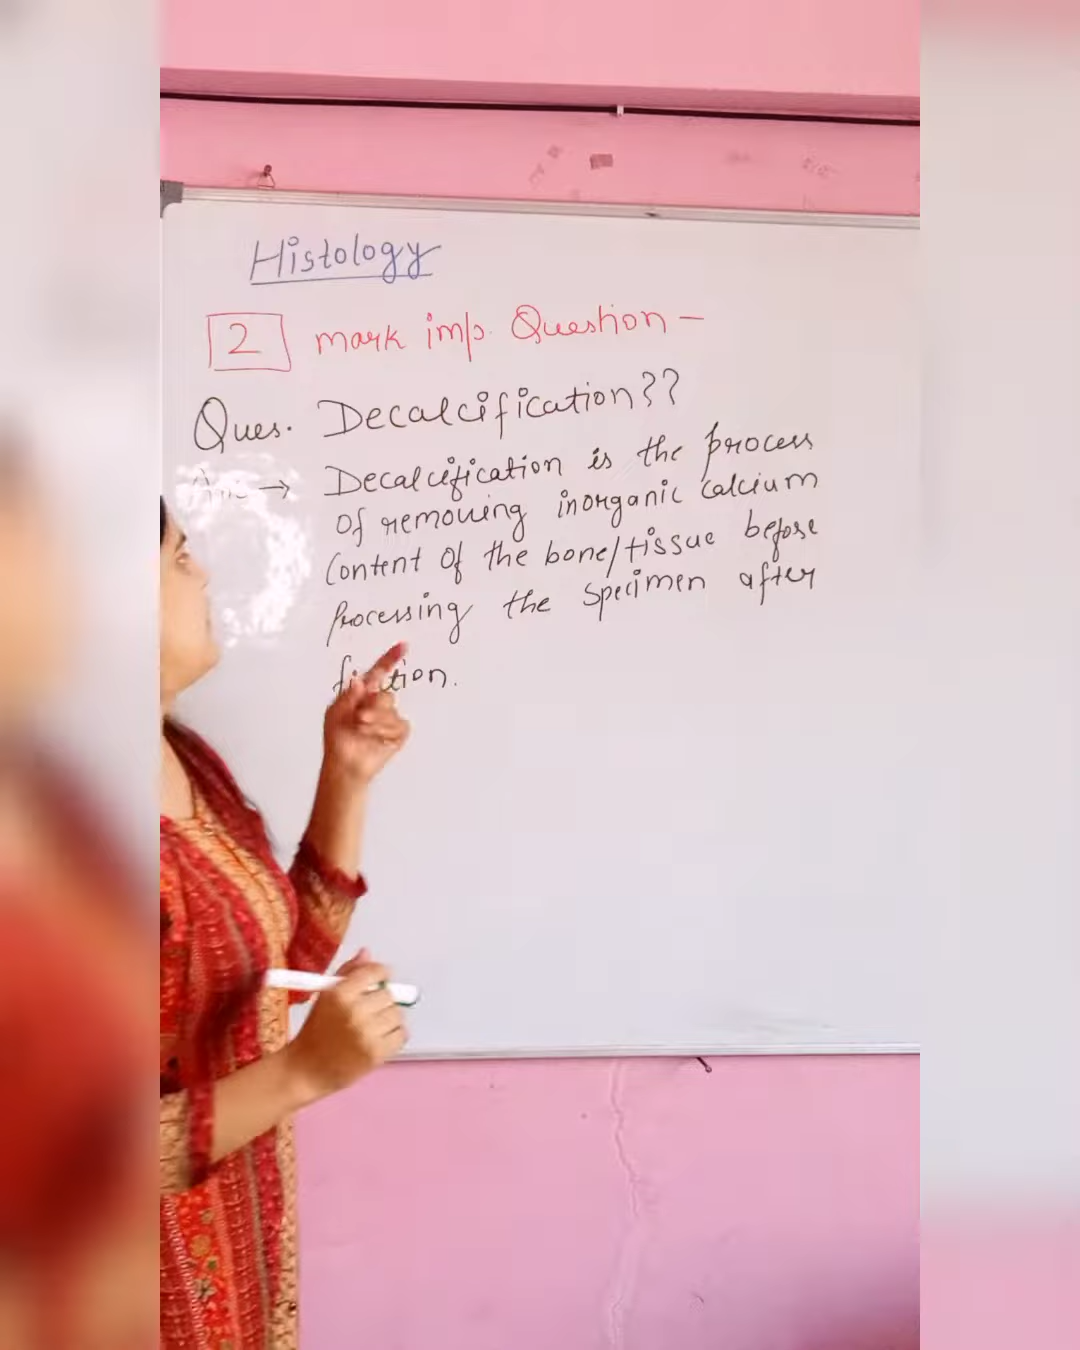 Histology
2 mark imp. Question -
Ques. Decalcification??
→ Decalcification is the process
of removing inorganic calcium
Content of the bone/tissue before
Processing the specimen after